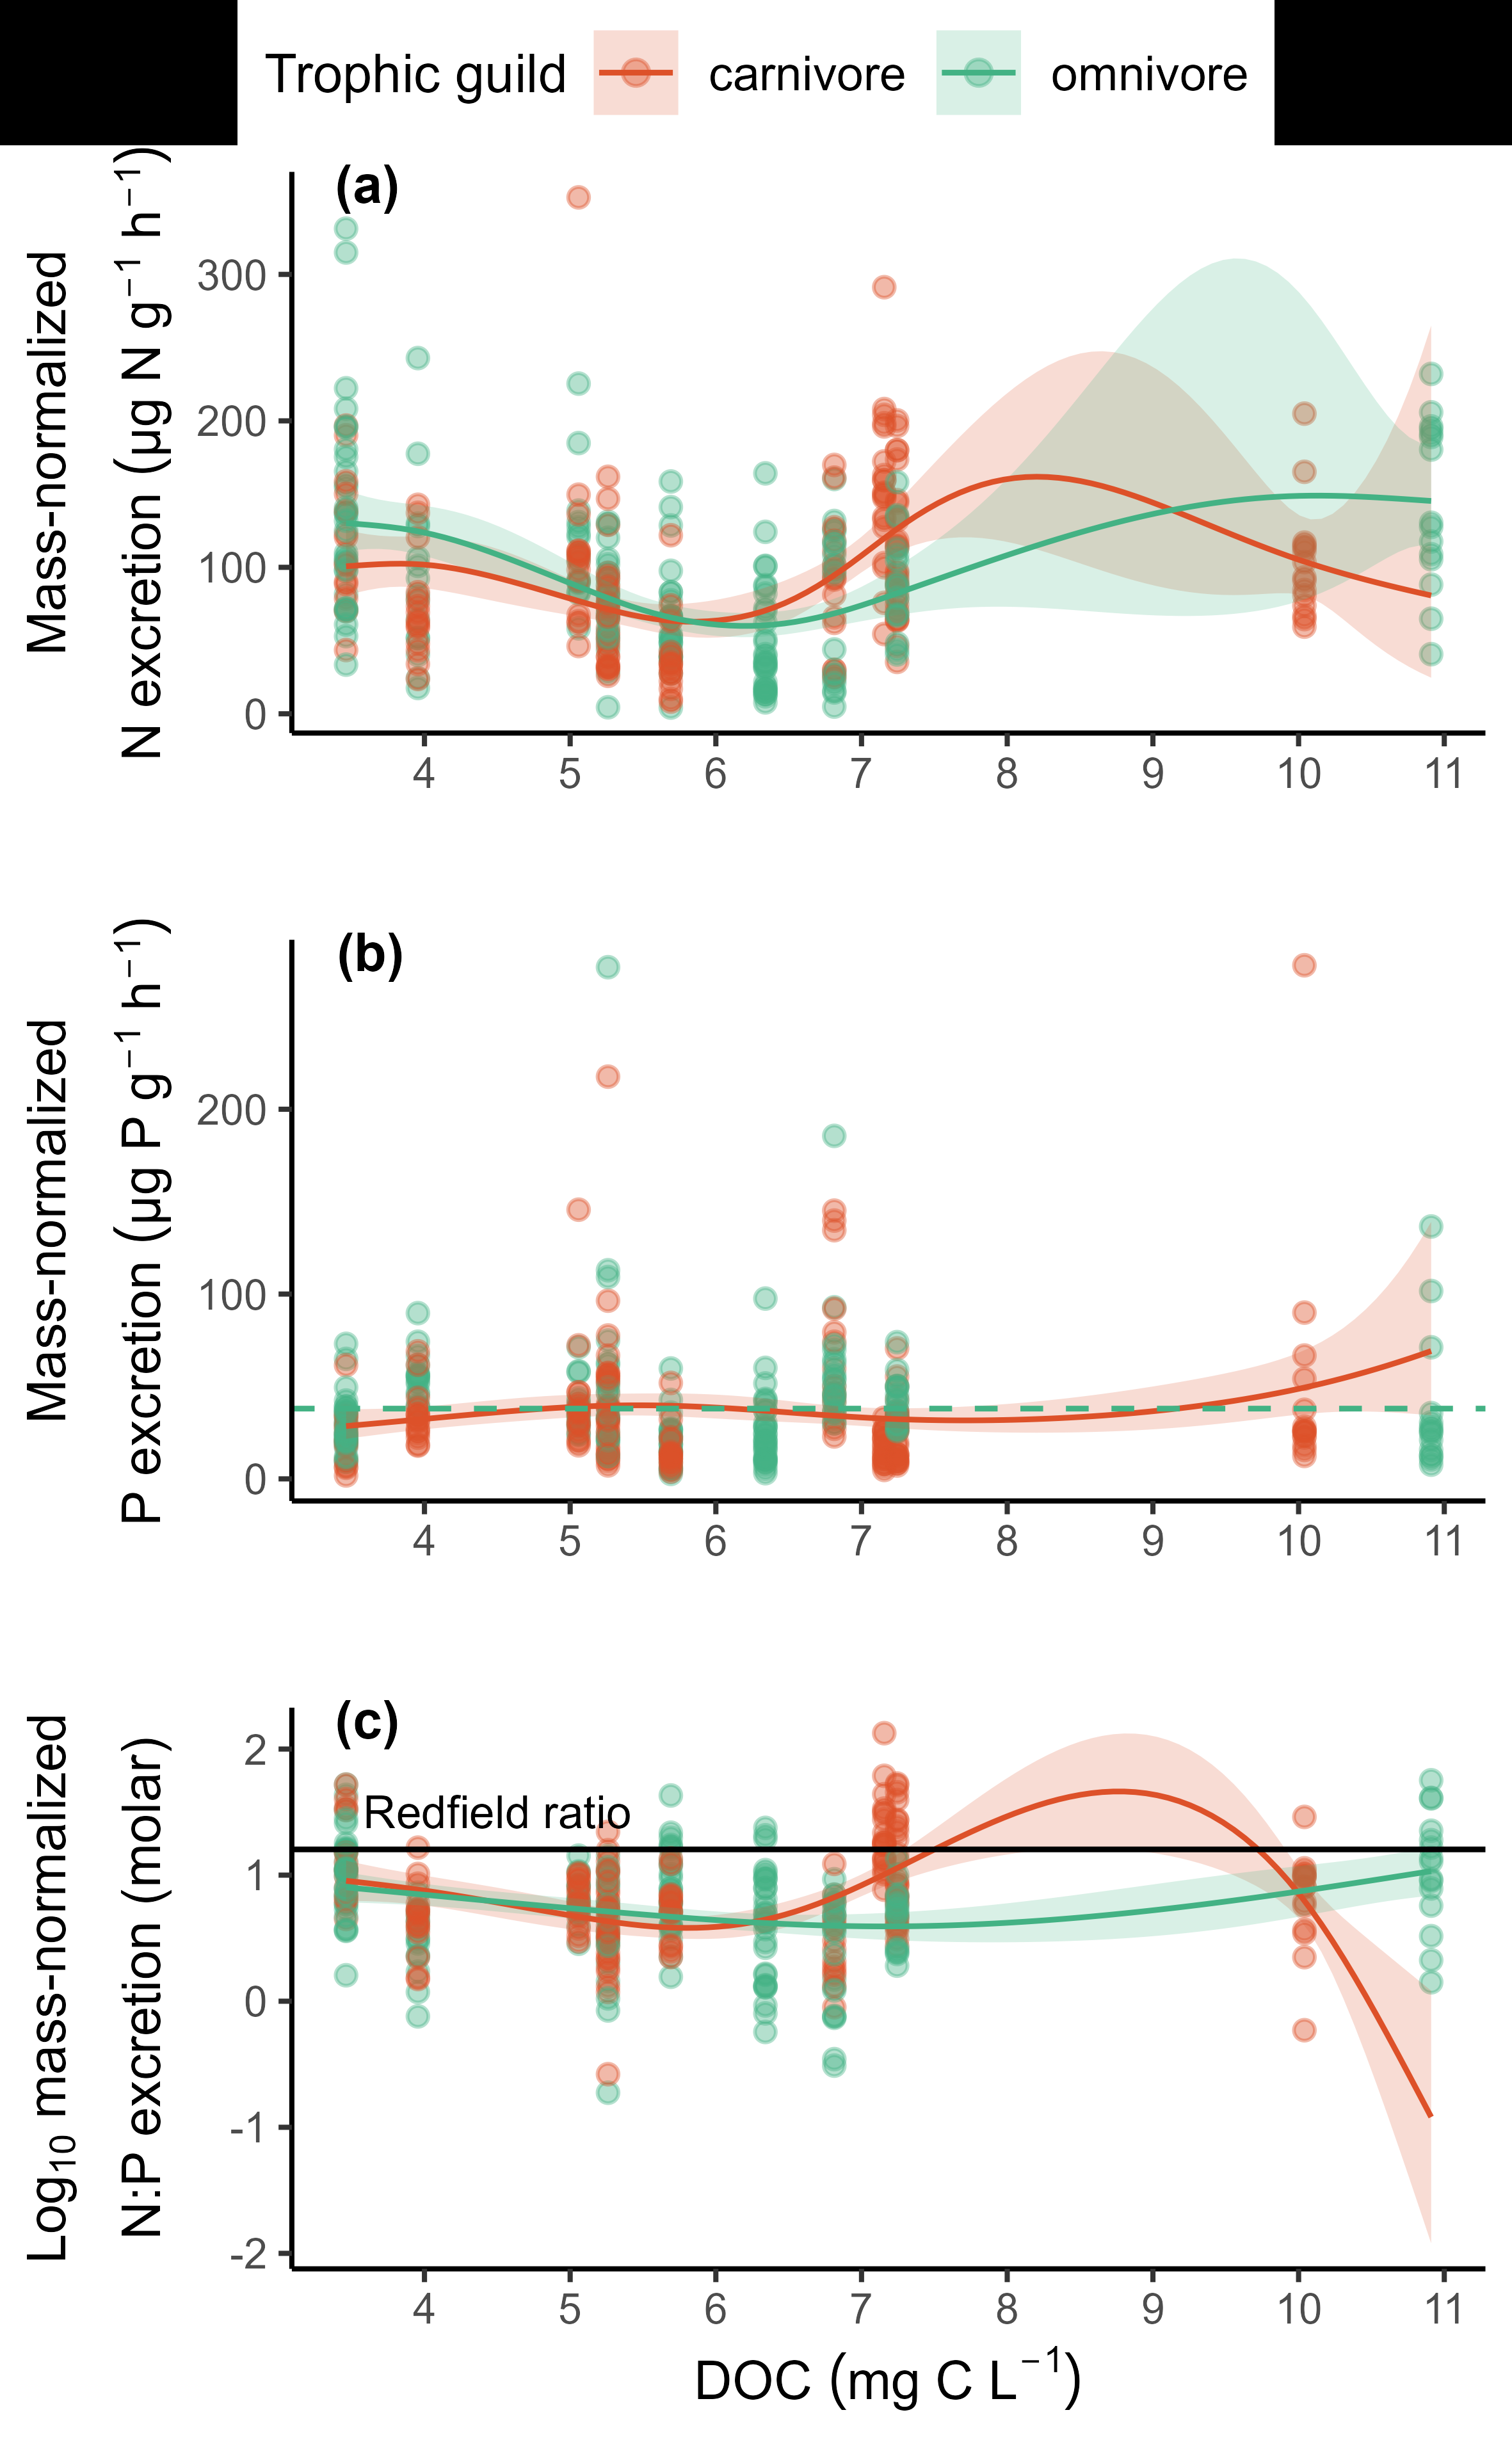 Trophic guild carnivore omnivore
(a)
Mass-normalized
N excretion (µg N g⁻¹ h⁻¹)
300
200
100
0
4 5 6 7 8 9 10 11
(b)
Mass-normalized
P excretion (µg P g⁻¹ h⁻¹)
200
100
0
4 5 6 7 8 9 10 11
(c)
Log₁₀ mass-normalized
N:P excretion (molar)
2
Redfield ratio
1
0
-1
-2
4 5 6 7 8 9 10 11
DOC (mg C L⁻¹)